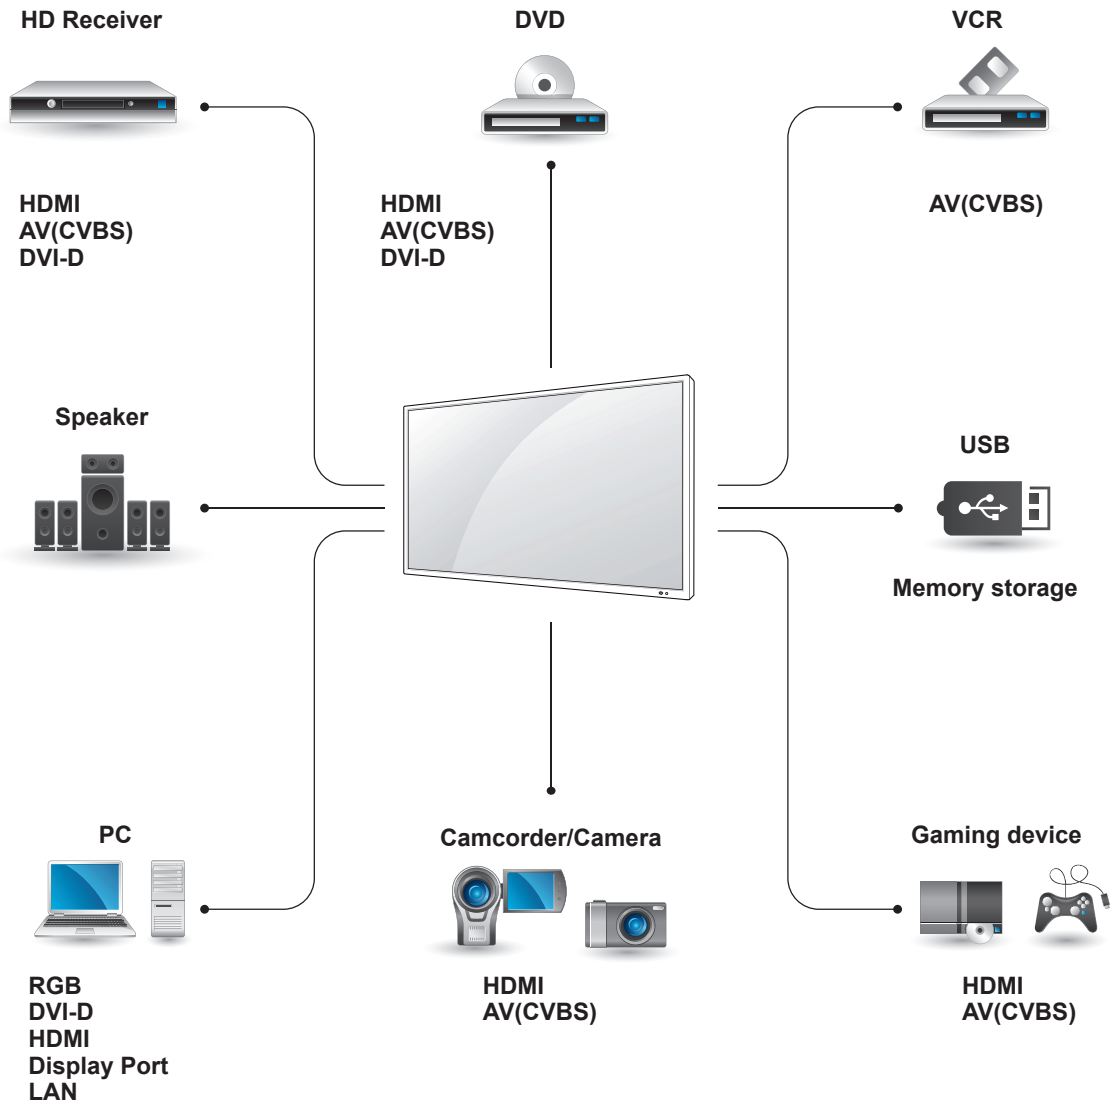 HD Receiver
HDMI
AV(CVBS)
DVI-D
DVD
HDMI
AV(CVBS)
DVI-D
VCR
AV(CVBS)
Speaker
USB
Memory storage
PC
RGB
DVI-D
HDMI
Display Port
LAN
Camcorder/Camera
HDMI
AV(CVBS)
Gaming device
HDMI
AV(CVBS)